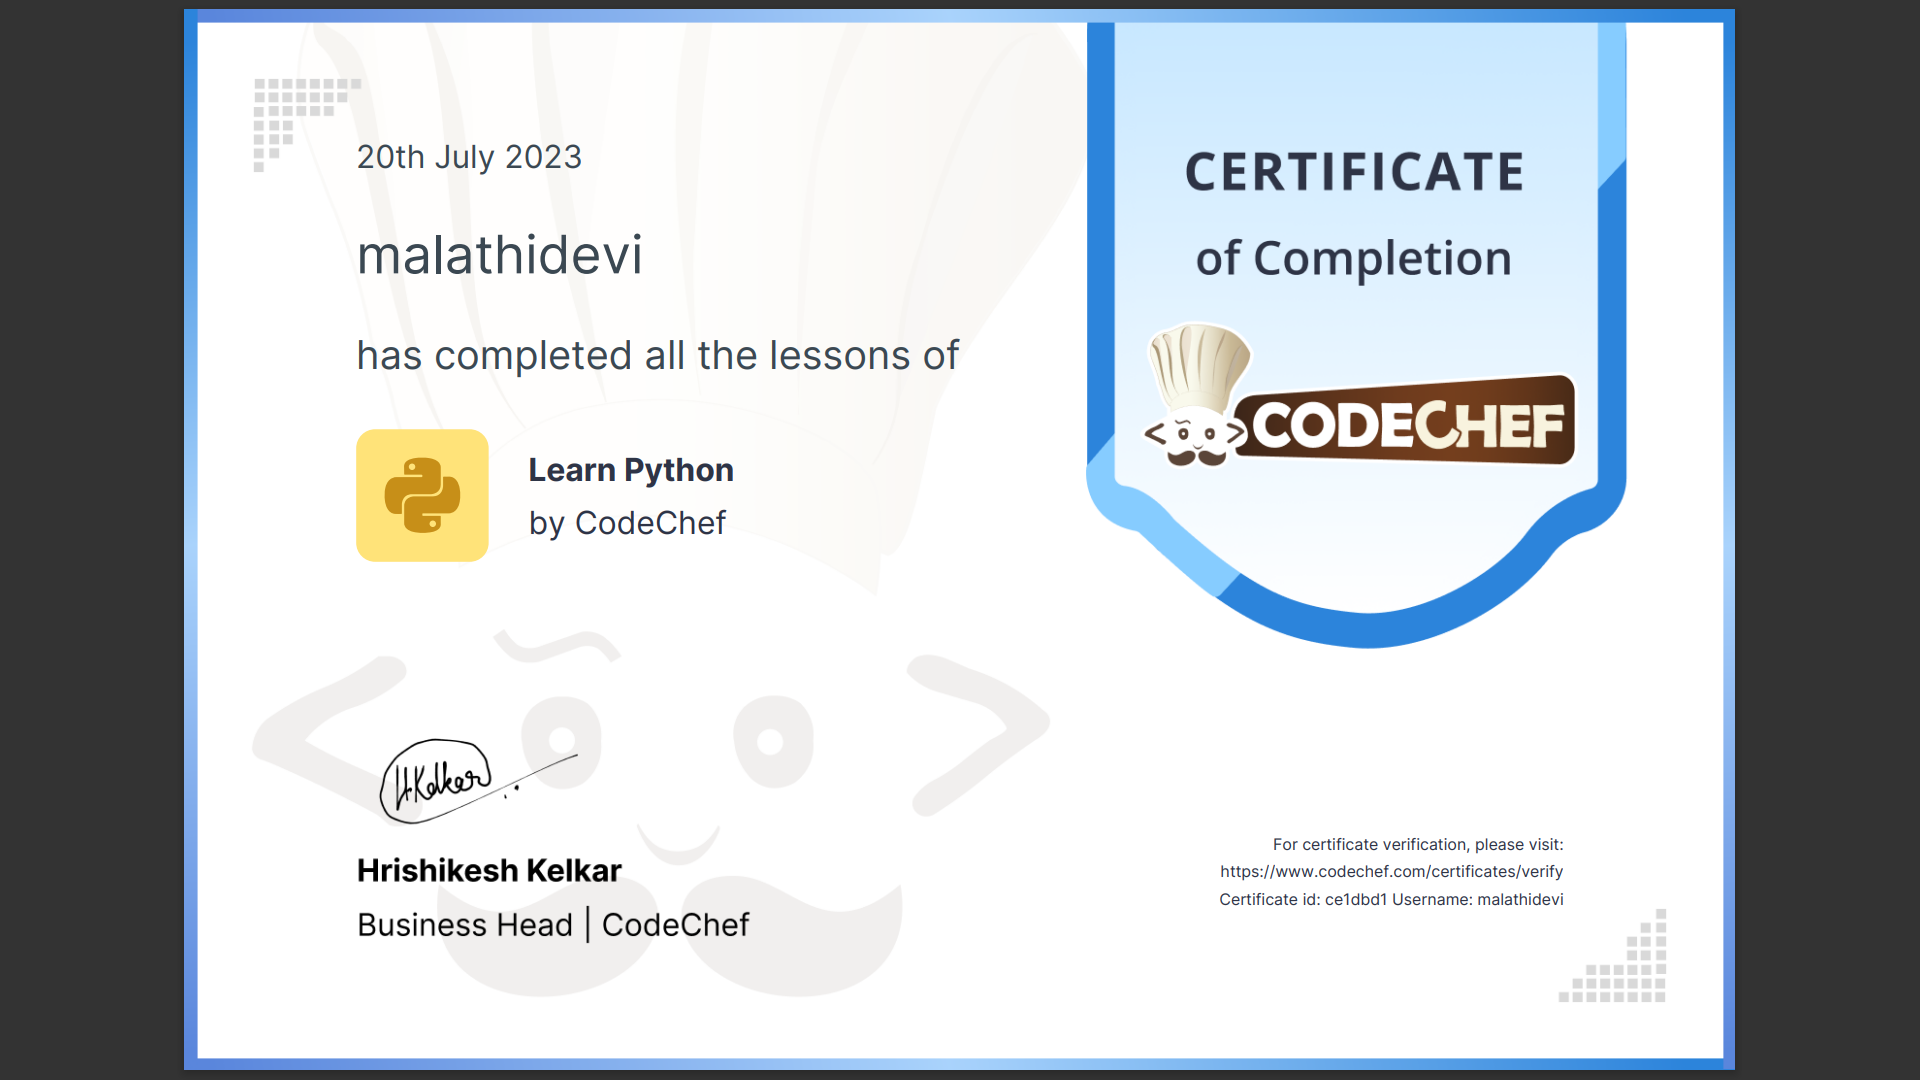 20th July 2023
malathidevi
has completed all the lessons of
Learn Python
by CodeChef
HKelkar
Hrishikesh Kelkar
Business Head | CodeChef
CERTIFICATE
of Completion
CODECHEF
For certificate verification, please visit:
https://www.codechef.com/certificates/verify
Certificate id: ce1dbd1 Username: malathidevi